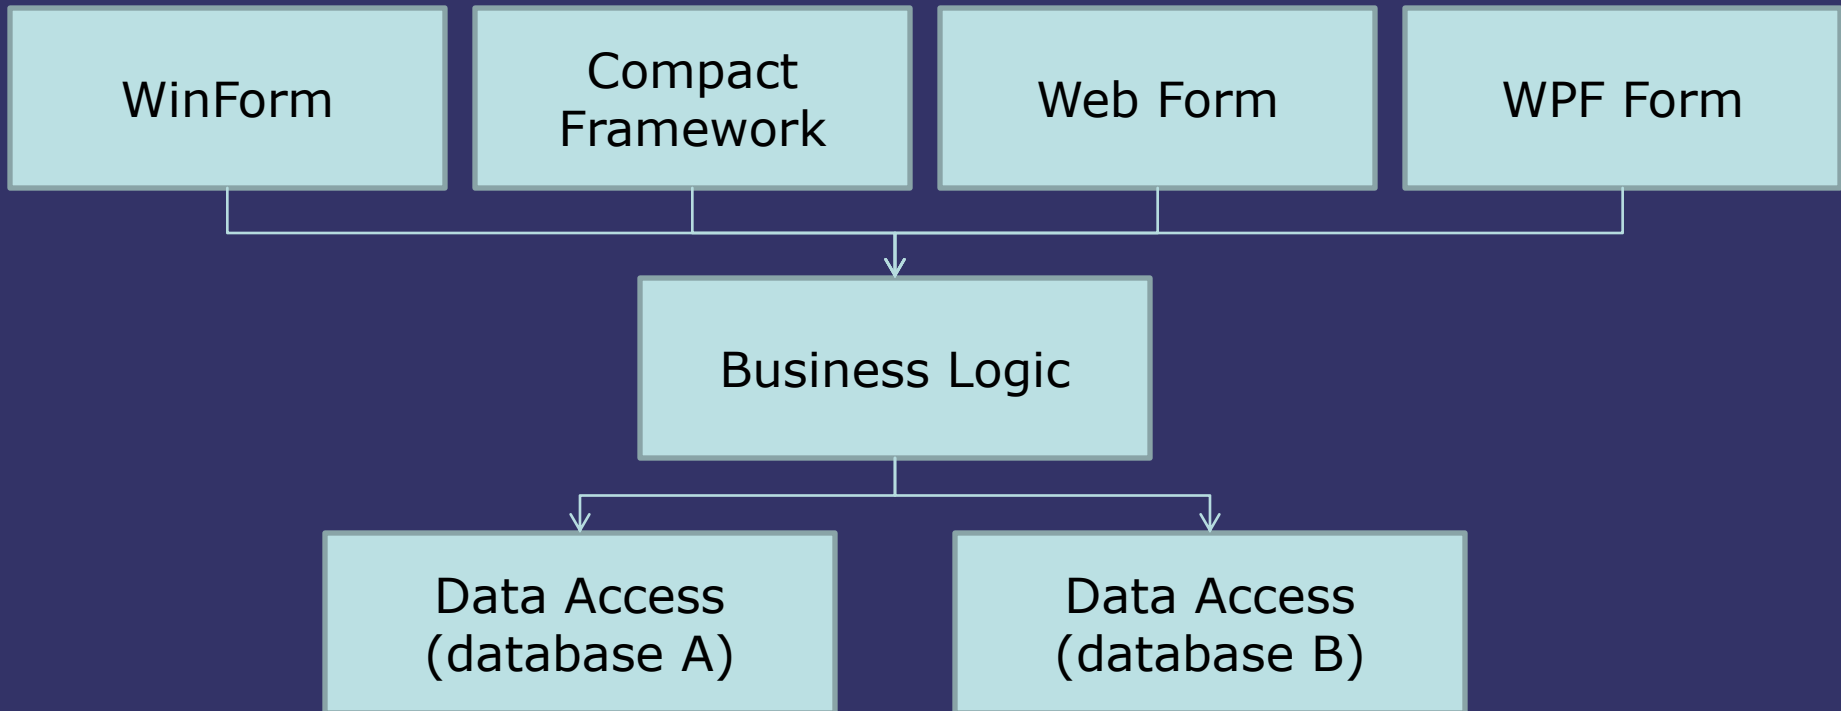 WinForm
Compact
Framework
Web Form
WPF Form
Business Logic
Data Access
(database A)
Data Access
(database B)